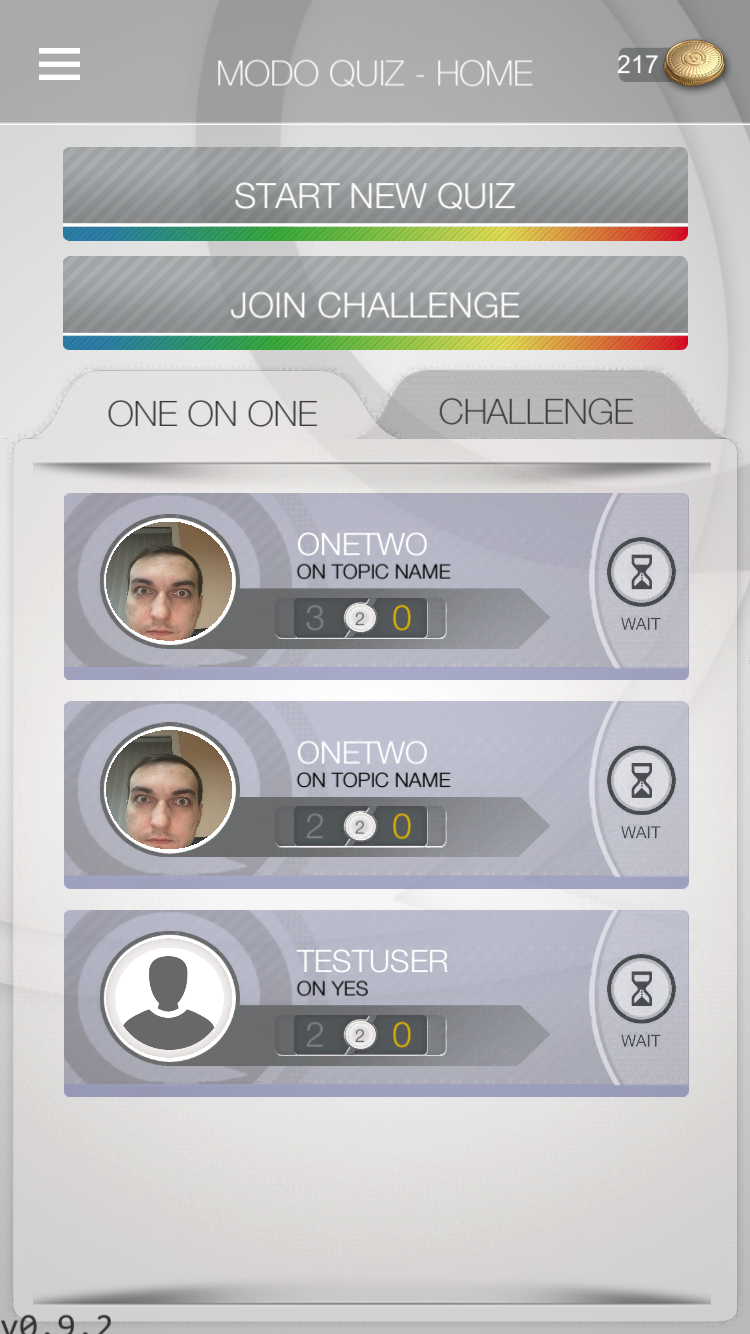 MODO QUIZ - HOME
217
START NEW QUIZ
JOIN CHALLENGE
ONE ON ONE
CHALLENGE
ONETWO
ON TOPIC NAME
3 2 0
WAIT
ONETWO
ON TOPIC NAME
2 2 0
WAIT
TESTUSER
ON YES
2 2 0
WAIT
v0.9.2